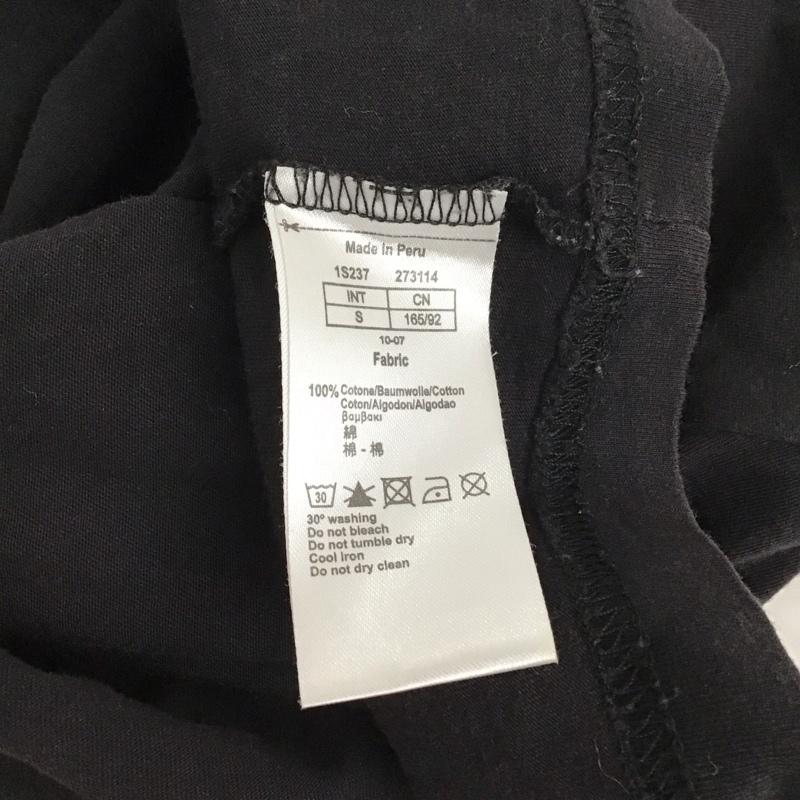 Made in Peru
1S237 273114
INT CN
S 165/92
10-07
Fabric
100% Cotone/Baumwolle/Cotton
Coton/Algodon/Algodao
βαμβακι
綿
棉 - 棉
30
30° washing
Do not bleach
Do not tumble dry
Cool iron
Do not dry clean